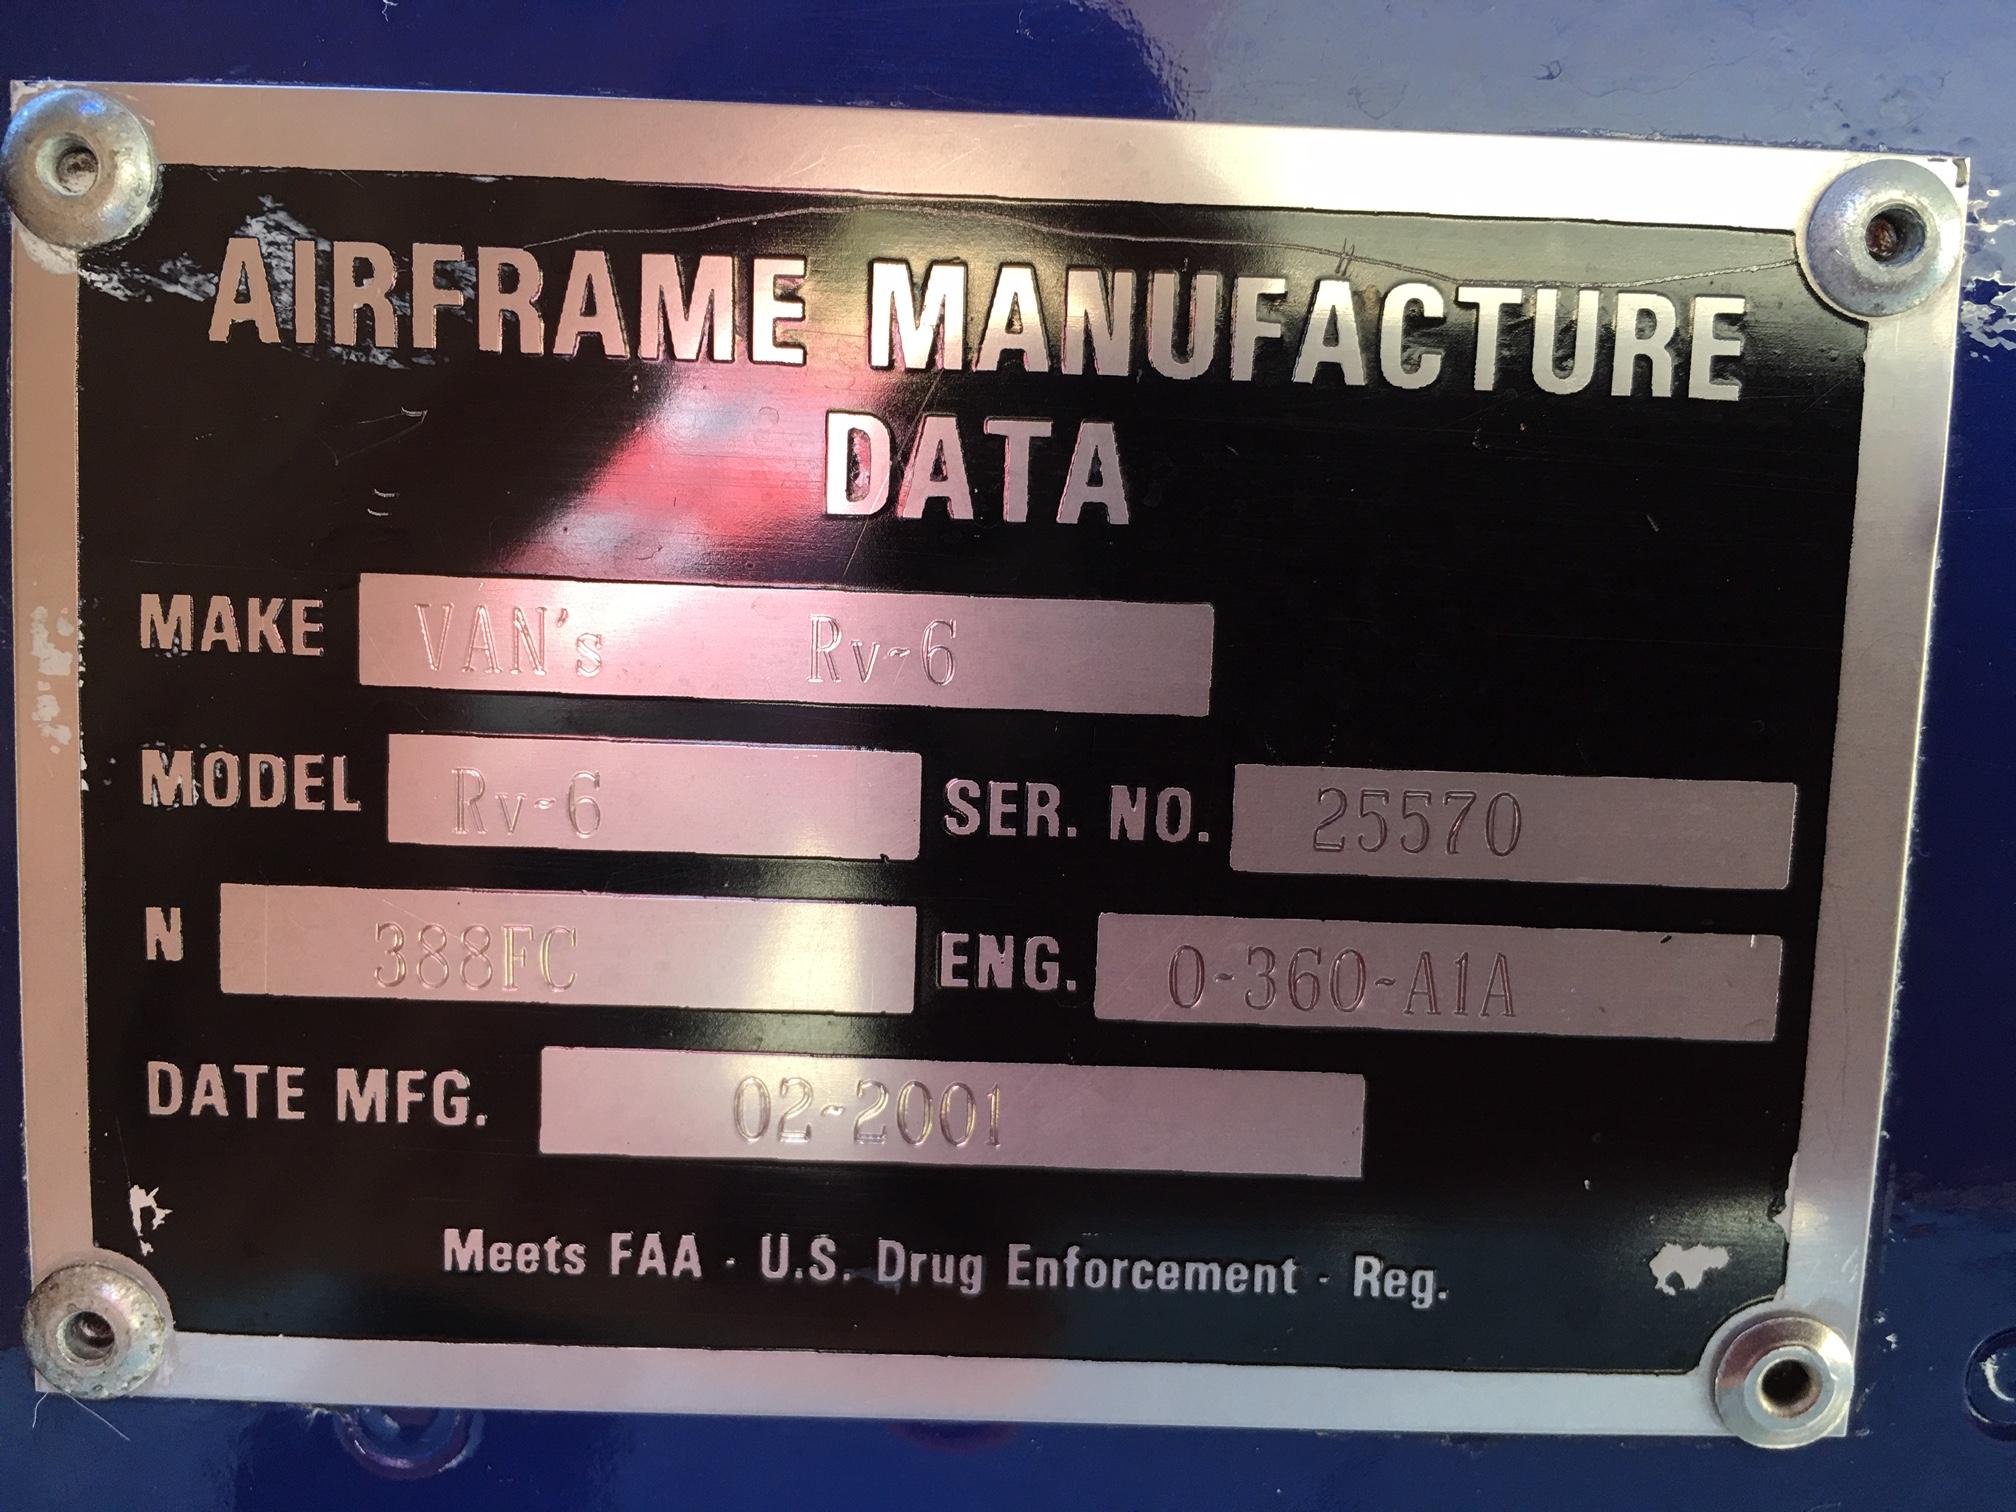 AIRFRAME MANUFACTURE
DATA
MAKE VAN's Rv-6
MODEL Rv-6 SER. NO. 25570
N 388FC ENG. O-360-A1A
DATE MFG. 02-2001
Meets FAA - U.S. Drug Enforcement - Reg.